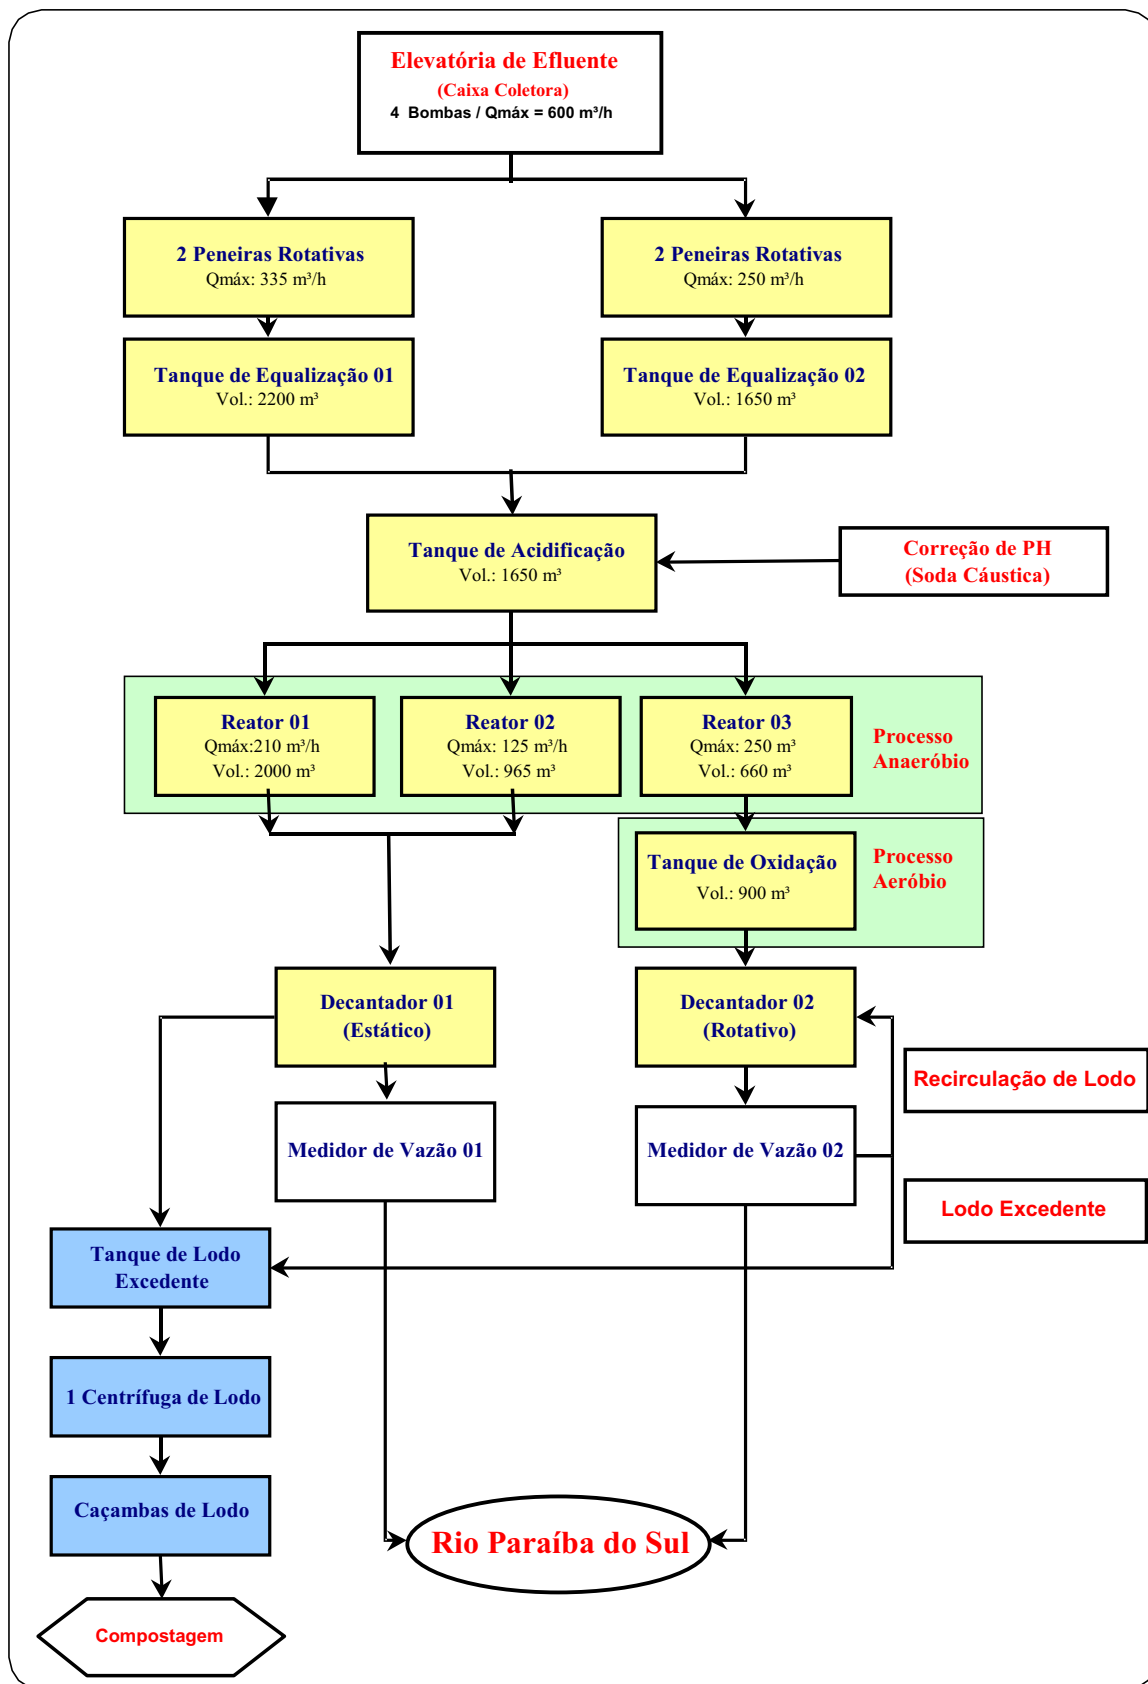 Elevatória de Efluente
(Caixa Coletora)
4 Bombas / Qmáx = 600 m³/h
2 Peneiras Rotativas
Qmáx: 335 m³/h
2 Peneiras Rotativas
Qmáx: 250 m³/h
Tanque de Equalização 01
Vol.: 2200 m³
Tanque de Equalização 02
Vol.: 1650 m³
Tanque de Acidificação
Vol.: 1650 m³
Correção de PH
(Soda Cáustica)
Reator 01
Qmáx:210 m³/h
Vol.: 2000 m³
Reator 02
Qmáx: 125 m³/h
Vol.: 965 m³
Reator 03
Qmáx: 250 m³
Vol.: 660 m³
Processo
Anaeróbio
Tanque de Oxidação
Vol.: 900 m³
Processo
Aeróbio
Decantador 01
(Estático)
Decantador 02
(Rotativo)
Recirculação de Lodo
Medidor de Vazão 01
Medidor de Vazão 02
Lodo Excedente
Tanque de Lodo
Excedente
1 Centrífuga de Lodo
Caçambas de Lodo
Rio Paraíba do Sul
Compostagem